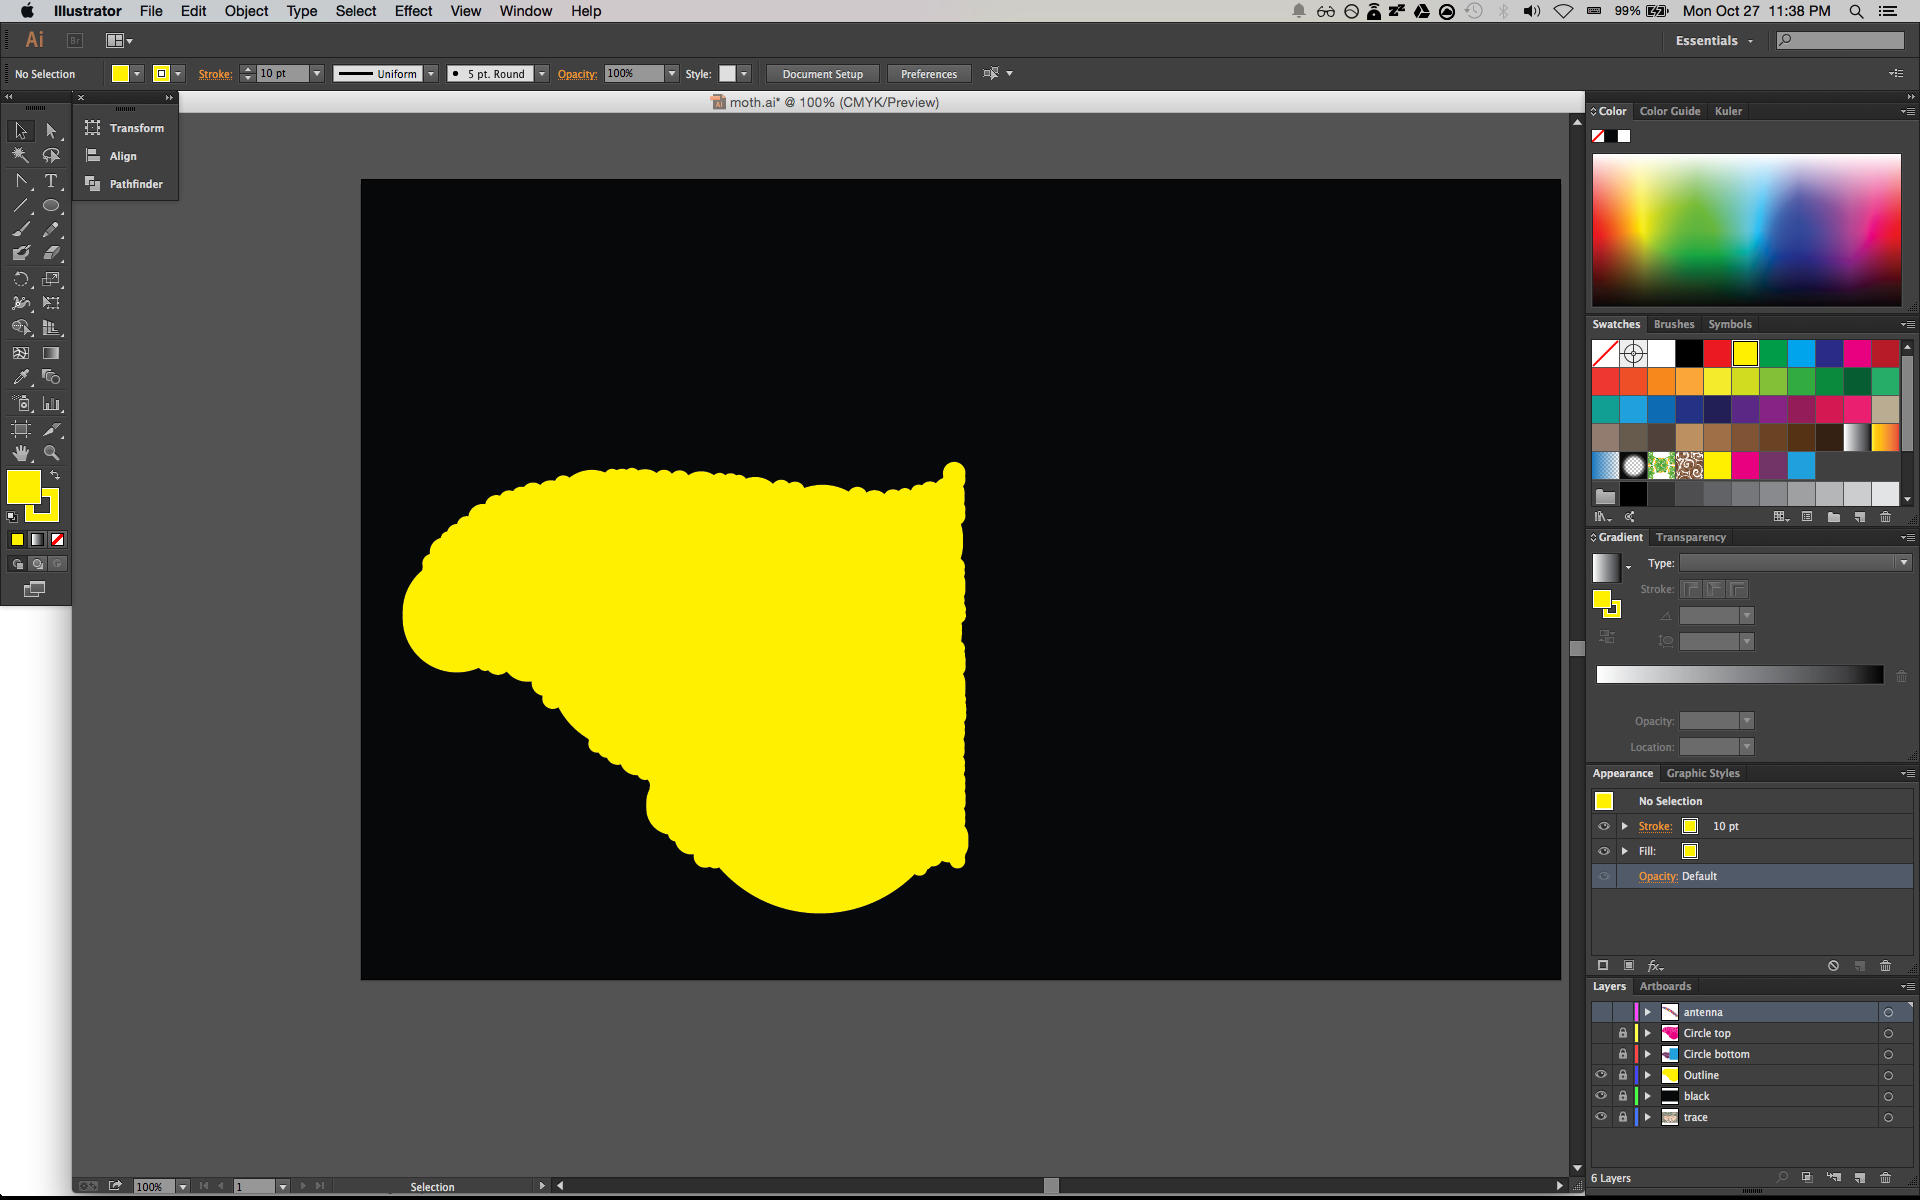 Illustrator File Edit Object Type Select Effect View Window Help 99% Mon Oct 27 11:38 PM
Ai Br Essentials
No Selection Stroke: 10 pt Uniform 5 pt. Round Opacity: 100% Style: Document Setup Preferences
moth.ai* @ 100% (CMYK/Preview)
Transform
Align
Pathfinder
Color Color Guide Kuler
Swatches Brushes Symbols
Gradient Transparency
Type:
Stroke:
Opacity:
Location:
Appearance Graphic Styles
No Selection
Stroke: 10 pt
Fill:
Opacity: Default
Layers Artboards
antenna
Circle top
Circle bottom
Outline
black
trace
6 Layers
100% 1 Selection